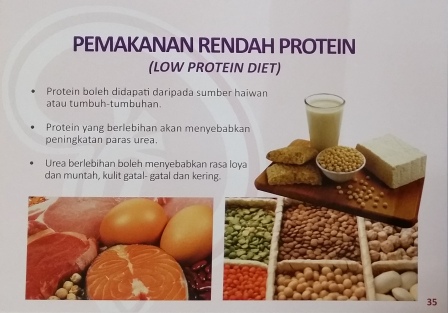 PEMAKANAN RENDAH PROTEIN
(LOW PROTEIN DIET)
• Protein boleh didapati daripada sumber haiwan
atau tumbuh-tumbuhan.
• Protein yang berlebihan akan menyebabkan
peningkatan paras urea.
• Urea berlebihan boleh menyebabkan rasa loya
dan muntah, kulit gatal- gatal dan kering.
35